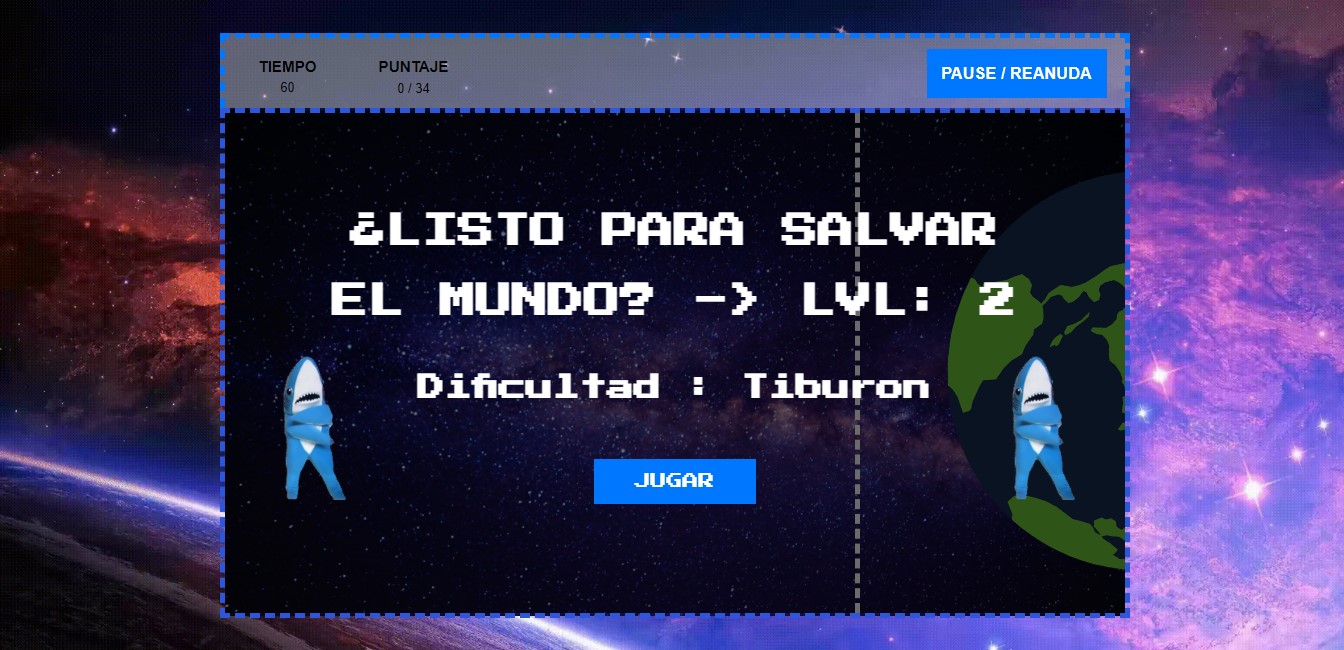 TIEMPO
60
PUNTAJE
0 / 34
PAUSE / REANUDA
¿LISTO PARA SALVAR
EL MUNDO? -> LVL: 2
Dificultad : Tiburon
JUGAR